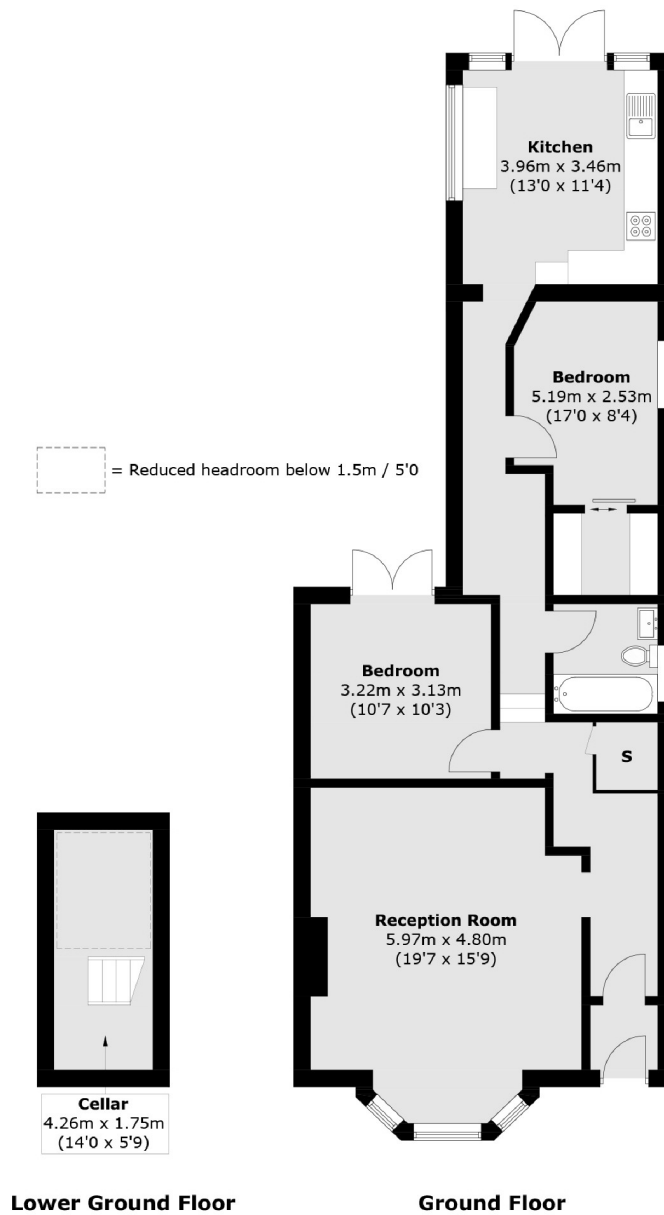 Kitchen
3.96m x 3.46m
(13'0 x 11'4)
Bedroom
5.19m x 2.53m
(17'0 x 8'4)
= Reduced headroom below 1.5m / 5'0
Bedroom
3.22m x 3.13m
(10'7 x 10'3)
S
Reception Room
5.97m x 4.80m
(19'7 x 15'9)
Cellar
4.26m x 1.75m
(14'0 x 5'9)
Lower Ground Floor
Ground Floor